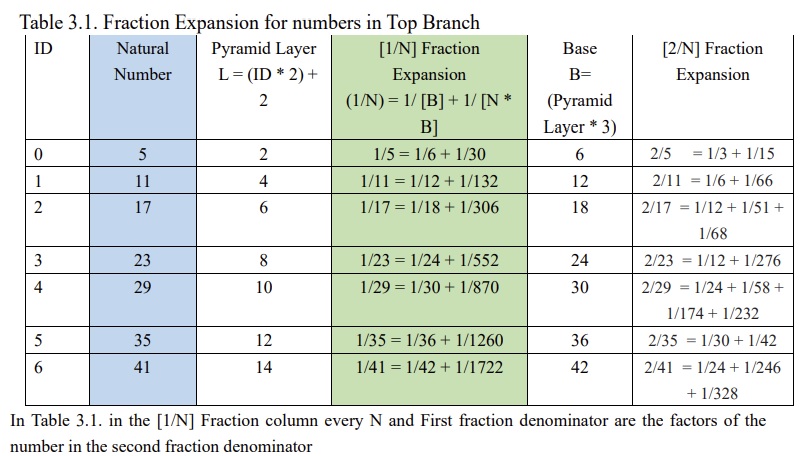 Table 3.1. Fraction Expansion for numbers in Top Branch
ID Natural Number Pyramid Layer L = (ID * 2) + 2 [1/N] Fraction Expansion (1/N) = 1/ [B] + 1/ [N * B] Base B= (Pyramid Layer * 3) [2/N] Fraction Expansion
0 5 2 1/5 = 1/6 + 1/30 6 2/5 = 1/3 + 1/15
1 11 4 1/11 = 1/12 + 1/132 12 2/11 = 1/6 + 1/66
2 17 6 1/17 = 1/18 + 1/306 18 2/17 = 1/12 + 1/51 + 1/68
3 23 8 1/23 = 1/24 + 1/552 24 2/23 = 1/12 + 1/276
4 29 10 1/29 = 1/30 + 1/870 30 2/29 = 1/24 + 1/58 + 1/174 + 1/232
5 35 12 1/35 = 1/36 + 1/1260 36 2/35 = 1/30 + 1/42
6 41 14 1/41 = 1/42 + 1/1722 42 2/41 = 1/24 + 1/246 + 1/328
In Table 3.1. in the [1/N] Fraction column every N and First fraction denominator are the factors of the
number in the second fraction denominator